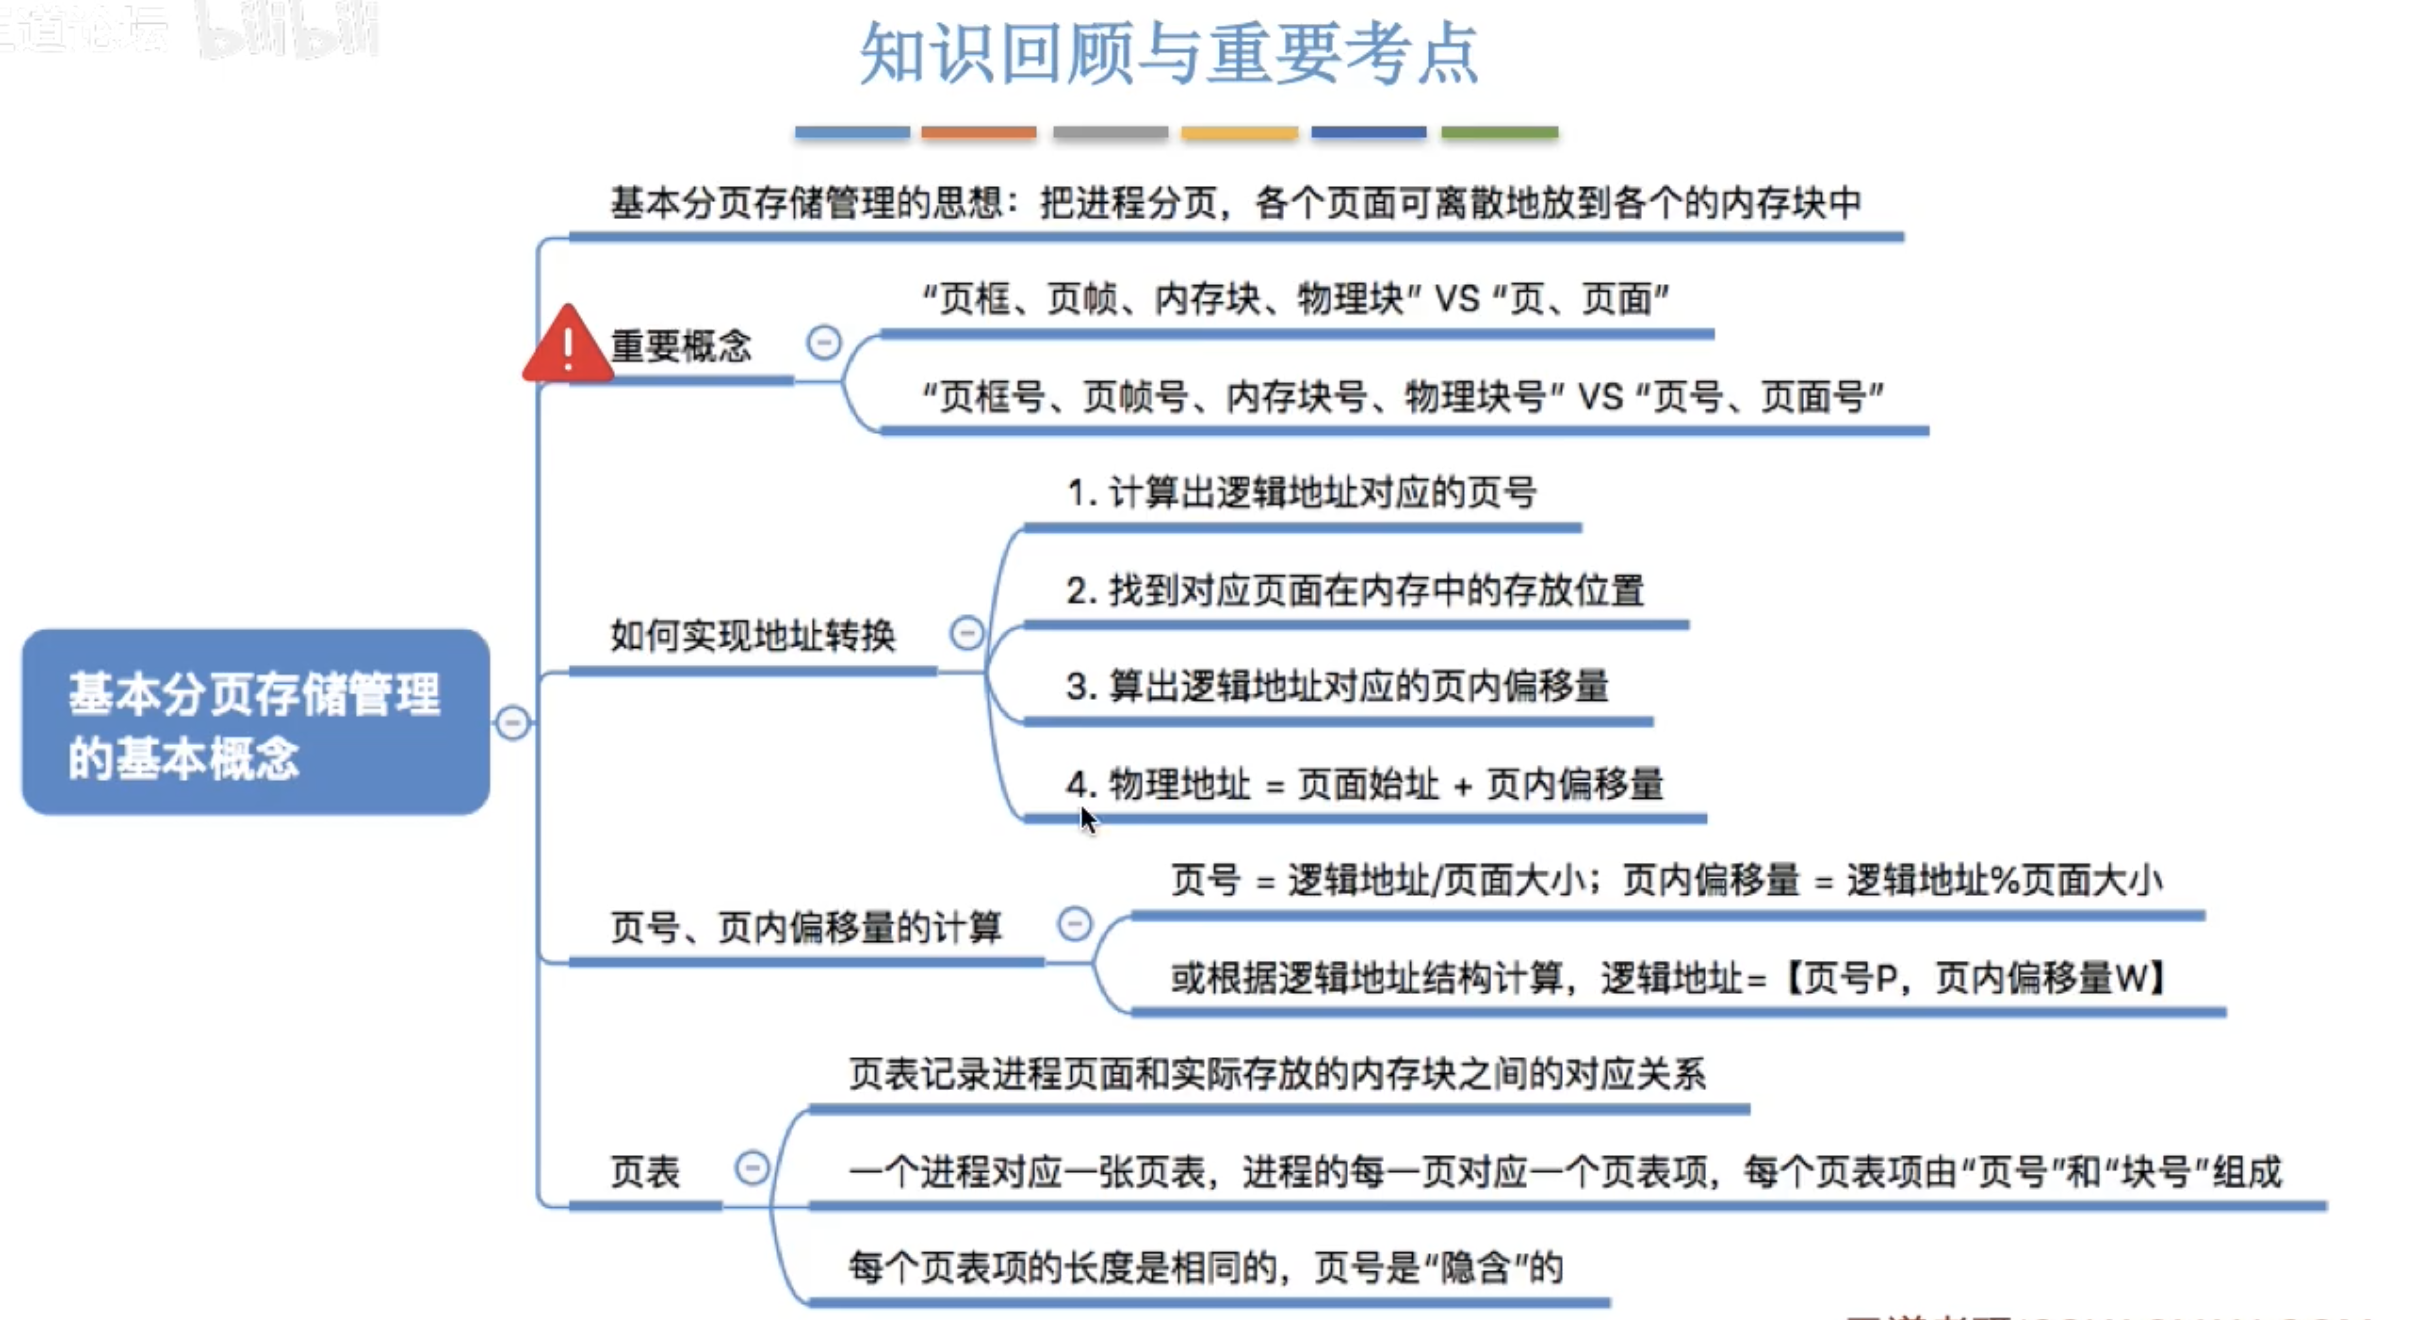 道论坛 bilibili
知识回顾与重要考点
基本分页存储管理的思想：把进程分页，各个页面可离散地放到各个的内存块中
重要概念
“页框、页帧、内存块、物理块” VS “页、页面”
“页框号、页帧号、内存块号、物理块号” VS “页号、页面号”
如何实现地址转换
1. 计算出逻辑地址对应的页号
2. 找到对应页面在内存中的存放位置
3. 算出逻辑地址对应的页内偏移量
4. 物理地址 = 页面始址 + 页内偏移量
基本分页存储管理
的基本概念
页号、页内偏移量的计算
页号 = 逻辑地址/页面大小；页内偏移量 = 逻辑地址%页面大小
或根据逻辑地址结构计算，逻辑地址=【页号P，页内偏移量W】
页表
页表记录进程页面和实际存放的内存块之间的对应关系
一个进程对应一张页表，进程的每一页对应一个页表项，每个页表项由“页号”和“块号”组成
每个页表项的长度是相同的，页号是“隐含”的